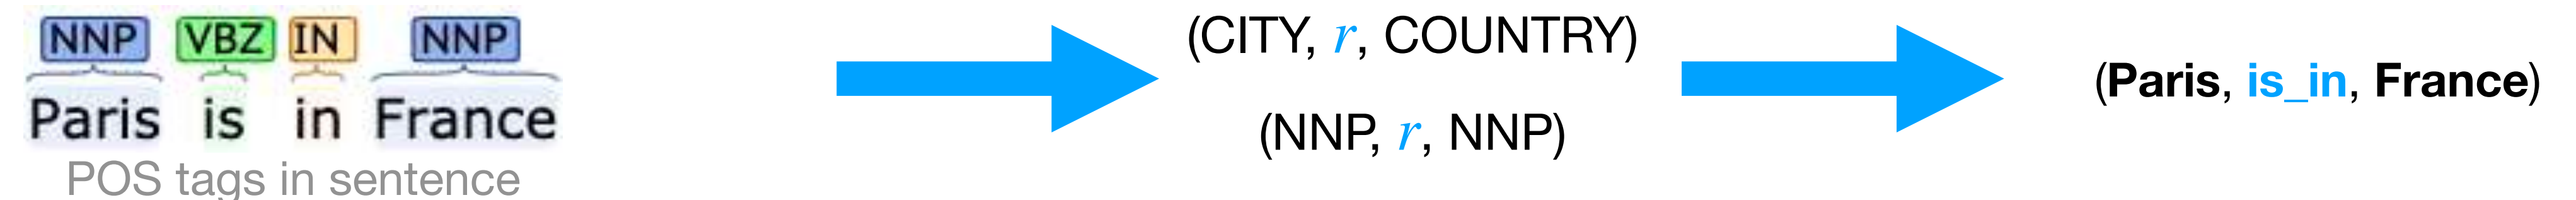 NNP VBZ IN NNP
Paris is in France
POS tags in sentence
(CITY, r, COUNTRY)
(NNP, r, NNP)
(Paris, is_in, France)